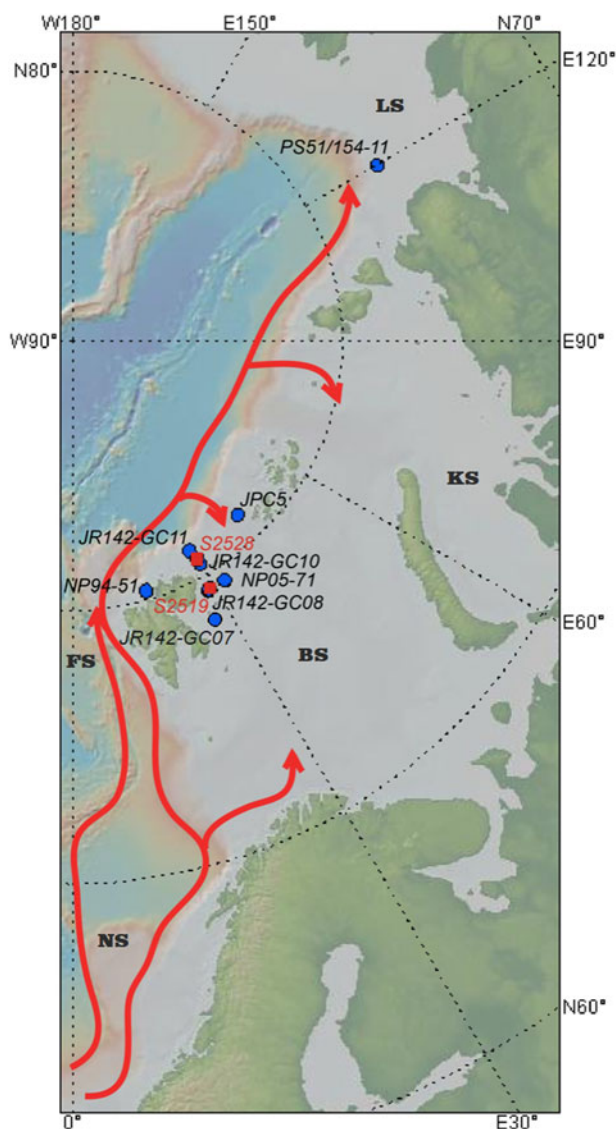 W180° E150° N70°
N80° E120°
LS
PS51/154-11
W90° E90°
KS
JPC5
JR142-GC11
S2528
JR142-GC10
NP94-51 NP05-71
S2519
JR142-GC08
JR142-GC07
E60°
FS BS
NS
N60°
0° E30°